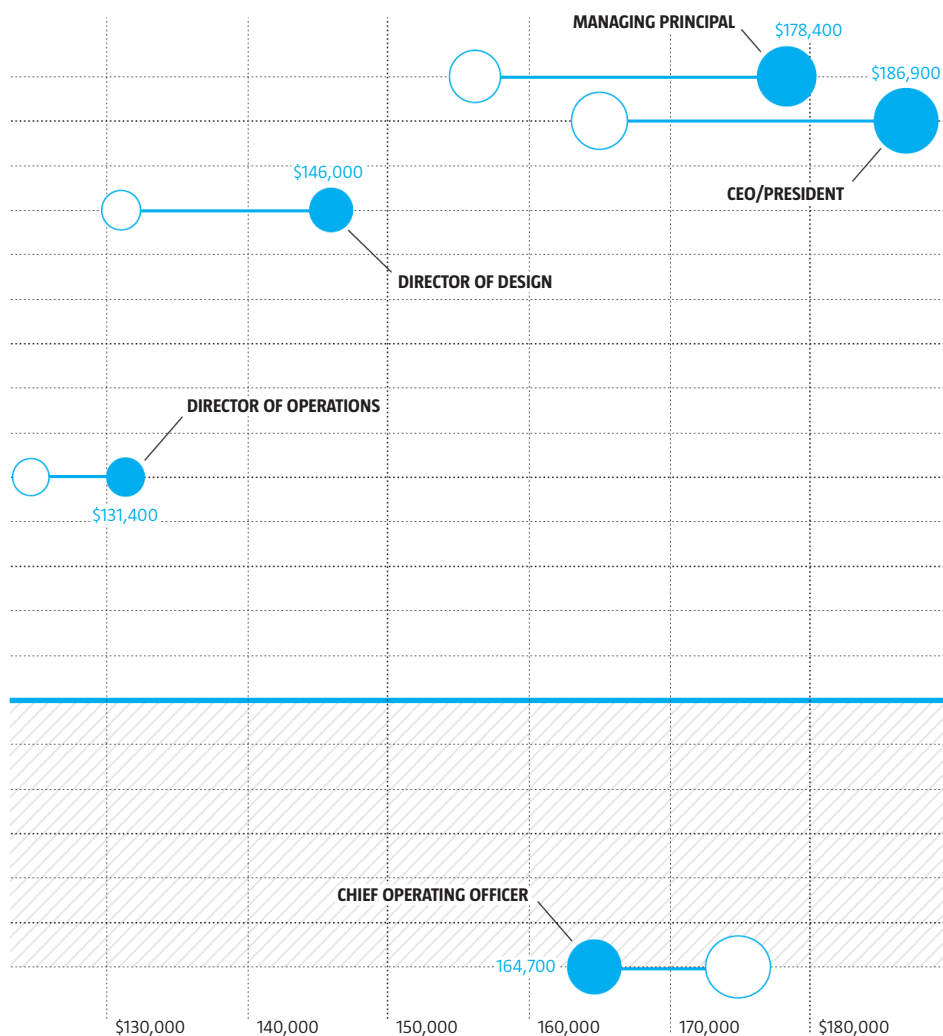 MANAGING PRINCIPAL
$178,400
$186,900
CEO/PRESIDENT
$146,000
DIRECTOR OF DESIGN
DIRECTOR OF OPERATIONS
$131,400
CHIEF OPERATING OFFICER
164,700
$130,000
140,000
150,000
160,000
170,000
$180,000